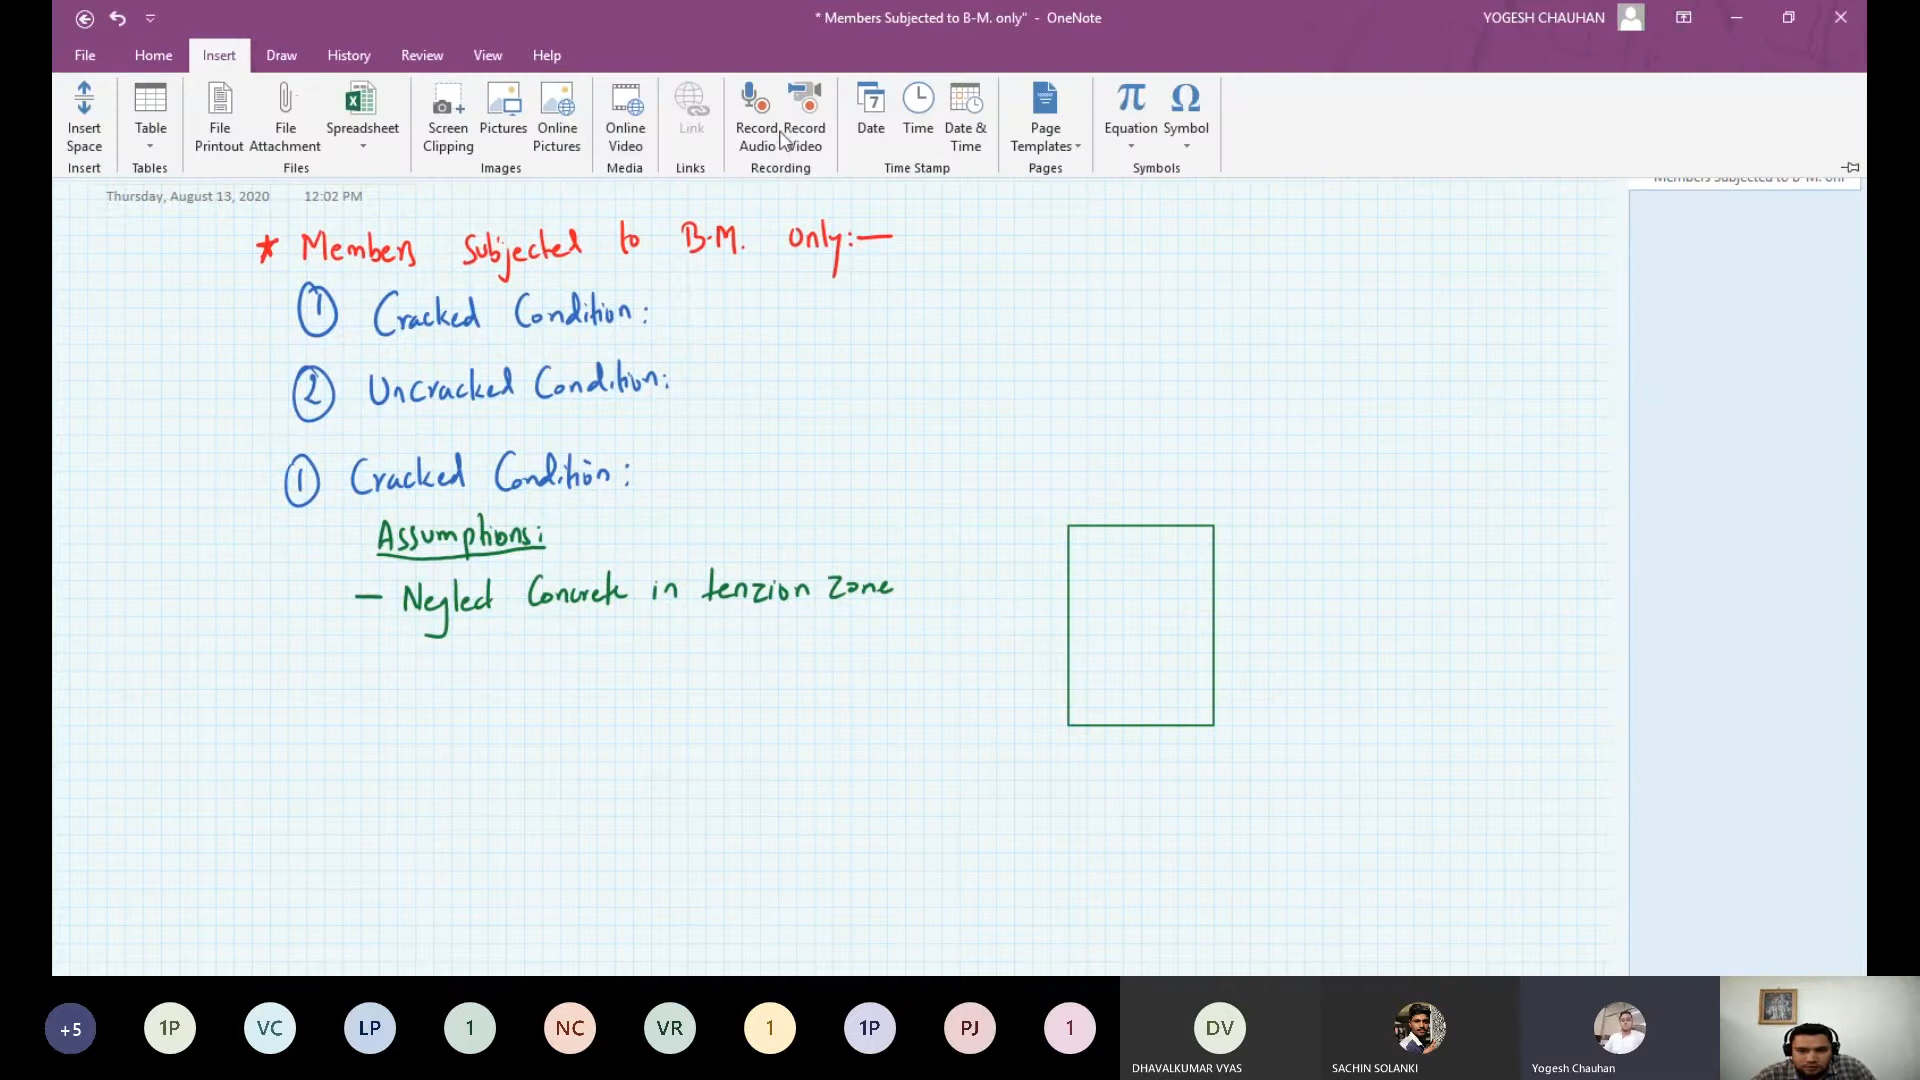 * Members Subjected to B-M. only" - OneNote
YOGESH CHAUHAN
File Home Insert Draw History Review View Help
Insert Space
Table
File Printout
File Attachment
Spreadsheet
Screen Clipping
Pictures
Online Pictures
Online Video
Link
Record Audio
Record Video
Date
Time
Date & Time
Page Templates
Equation
Symbol
Insert Tables Files Images Media Links Recording Time Stamp Pages Symbols
Thursday, August 13, 2020 12:02 PM
* Members Subjected to B-M. only:—
① Cracked Condition:
② Uncracked Condition:
① Cracked Condition:
Assumptions:
— Neglect Concrete in tenzion zone
+5 1P VC LP 1 NC VR 1 1P PJ 1 DV
DHAVALKUMAR VYAS
SACHIN SOLANKI
Yogesh Chauhan